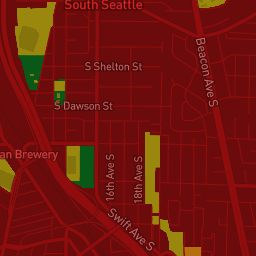 South Seattle
S Shelton St
Beacon Ave S
S Dawson St
an Brewery
16th Ave S
18th Ave S
Swift Ave S